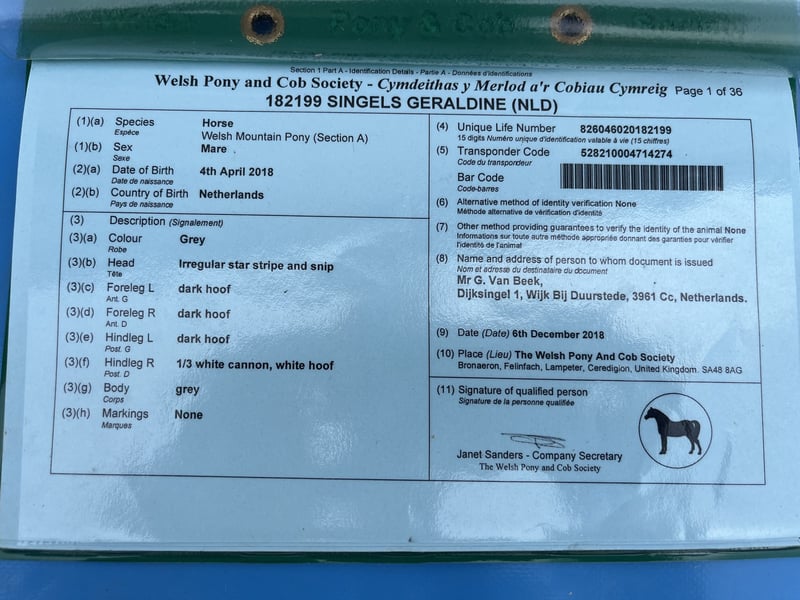 Section 1 Part A - Identification Details - Partie A - Données d'identifications
Welsh Pony and Cob Society - Cymdeithas y Merlod a'r Cobiau Cymreig Page 1 of 36
182199 SINGELS GERALDINE (NLD)
(1)(a) Species Horse
Espéce Welsh Mountain Pony (Section A)
(1)(b) Sex Mare
Sexe
(2)(a) Date of Birth 4th April 2018
Date de naissance
(2)(b) Country of Birth Netherlands
Pays de naissance
(3) Description (Signalement)
(3)(a) Colour Grey
Robe
(3)(b) Head Irregular star stripe and snip
Tête
(3)(c) Foreleg L dark hoof
Ant. G
(3)(d) Foreleg R dark hoof
Ant. D
(3)(e) Hindleg L dark hoof
Post. G
(3)(f) Hindleg R 1/3 white cannon, white hoof
Post. D
(3)(g) Body grey
Corps
(3)(h) Markings None
Marques
(4) Unique Life Number 826046020182199
15 digits Numéro unique d'identification valable à vie (15 chiffres)
(5) Transponder Code 528210004714274
Code du transpordeur
Bar Code
Code-barres
(6) Alternative method of identity verification None
Méthode alternative de vérification d'identité
(7) Other method providing guarantees to verify the identity of the animal None
Informations sur toute autre méthode appropriée donnant des garanties pour vérifier
l'identité de l'animal
(8) Name and address of person to whom document is issued
Nom et adresse du destinataire du document
Mr G. Van Beek,
Dijksingel 1, Wijk Bij Duurstede, 3961 Cc, Netherlands.
(9) Date (Date) 6th December 2018
(10) Place (Lieu) The Welsh Pony And Cob Society
Bronaeron, Felinfach, Lampeter, Ceredigion, United Kingdom. SA48 8AG
(11) Signature of qualified person
Signature de la personne qualifiée
Janet Sanders - Company Secretary
The Welsh Pony and Cob Society